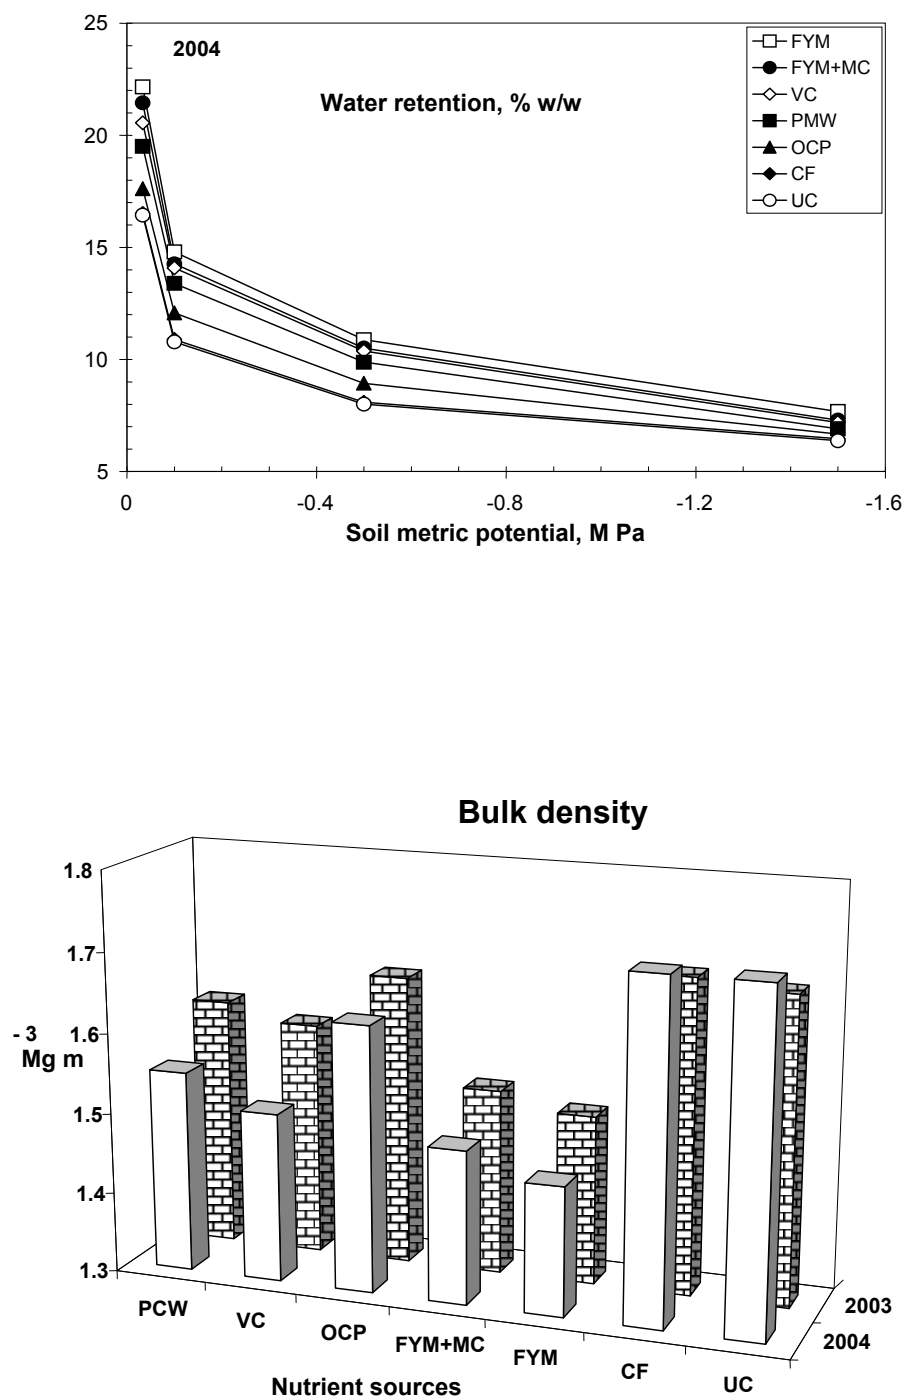 25
2004
FYM
FYM+MC
Water retention, % w/w
VC
PMW
20
OCP
CF
UC
15
10
5
0 -0.4 -0.8 -1.2 -1.6
Soil metric potential, M Pa
Bulk density
1.8
1.7
1.6
- 3
Mg m
1.5
1.4
1.3
PCW
VC
OCP
FYM+MC
FYM
CF
UC
2003
2004
Nutrient sources